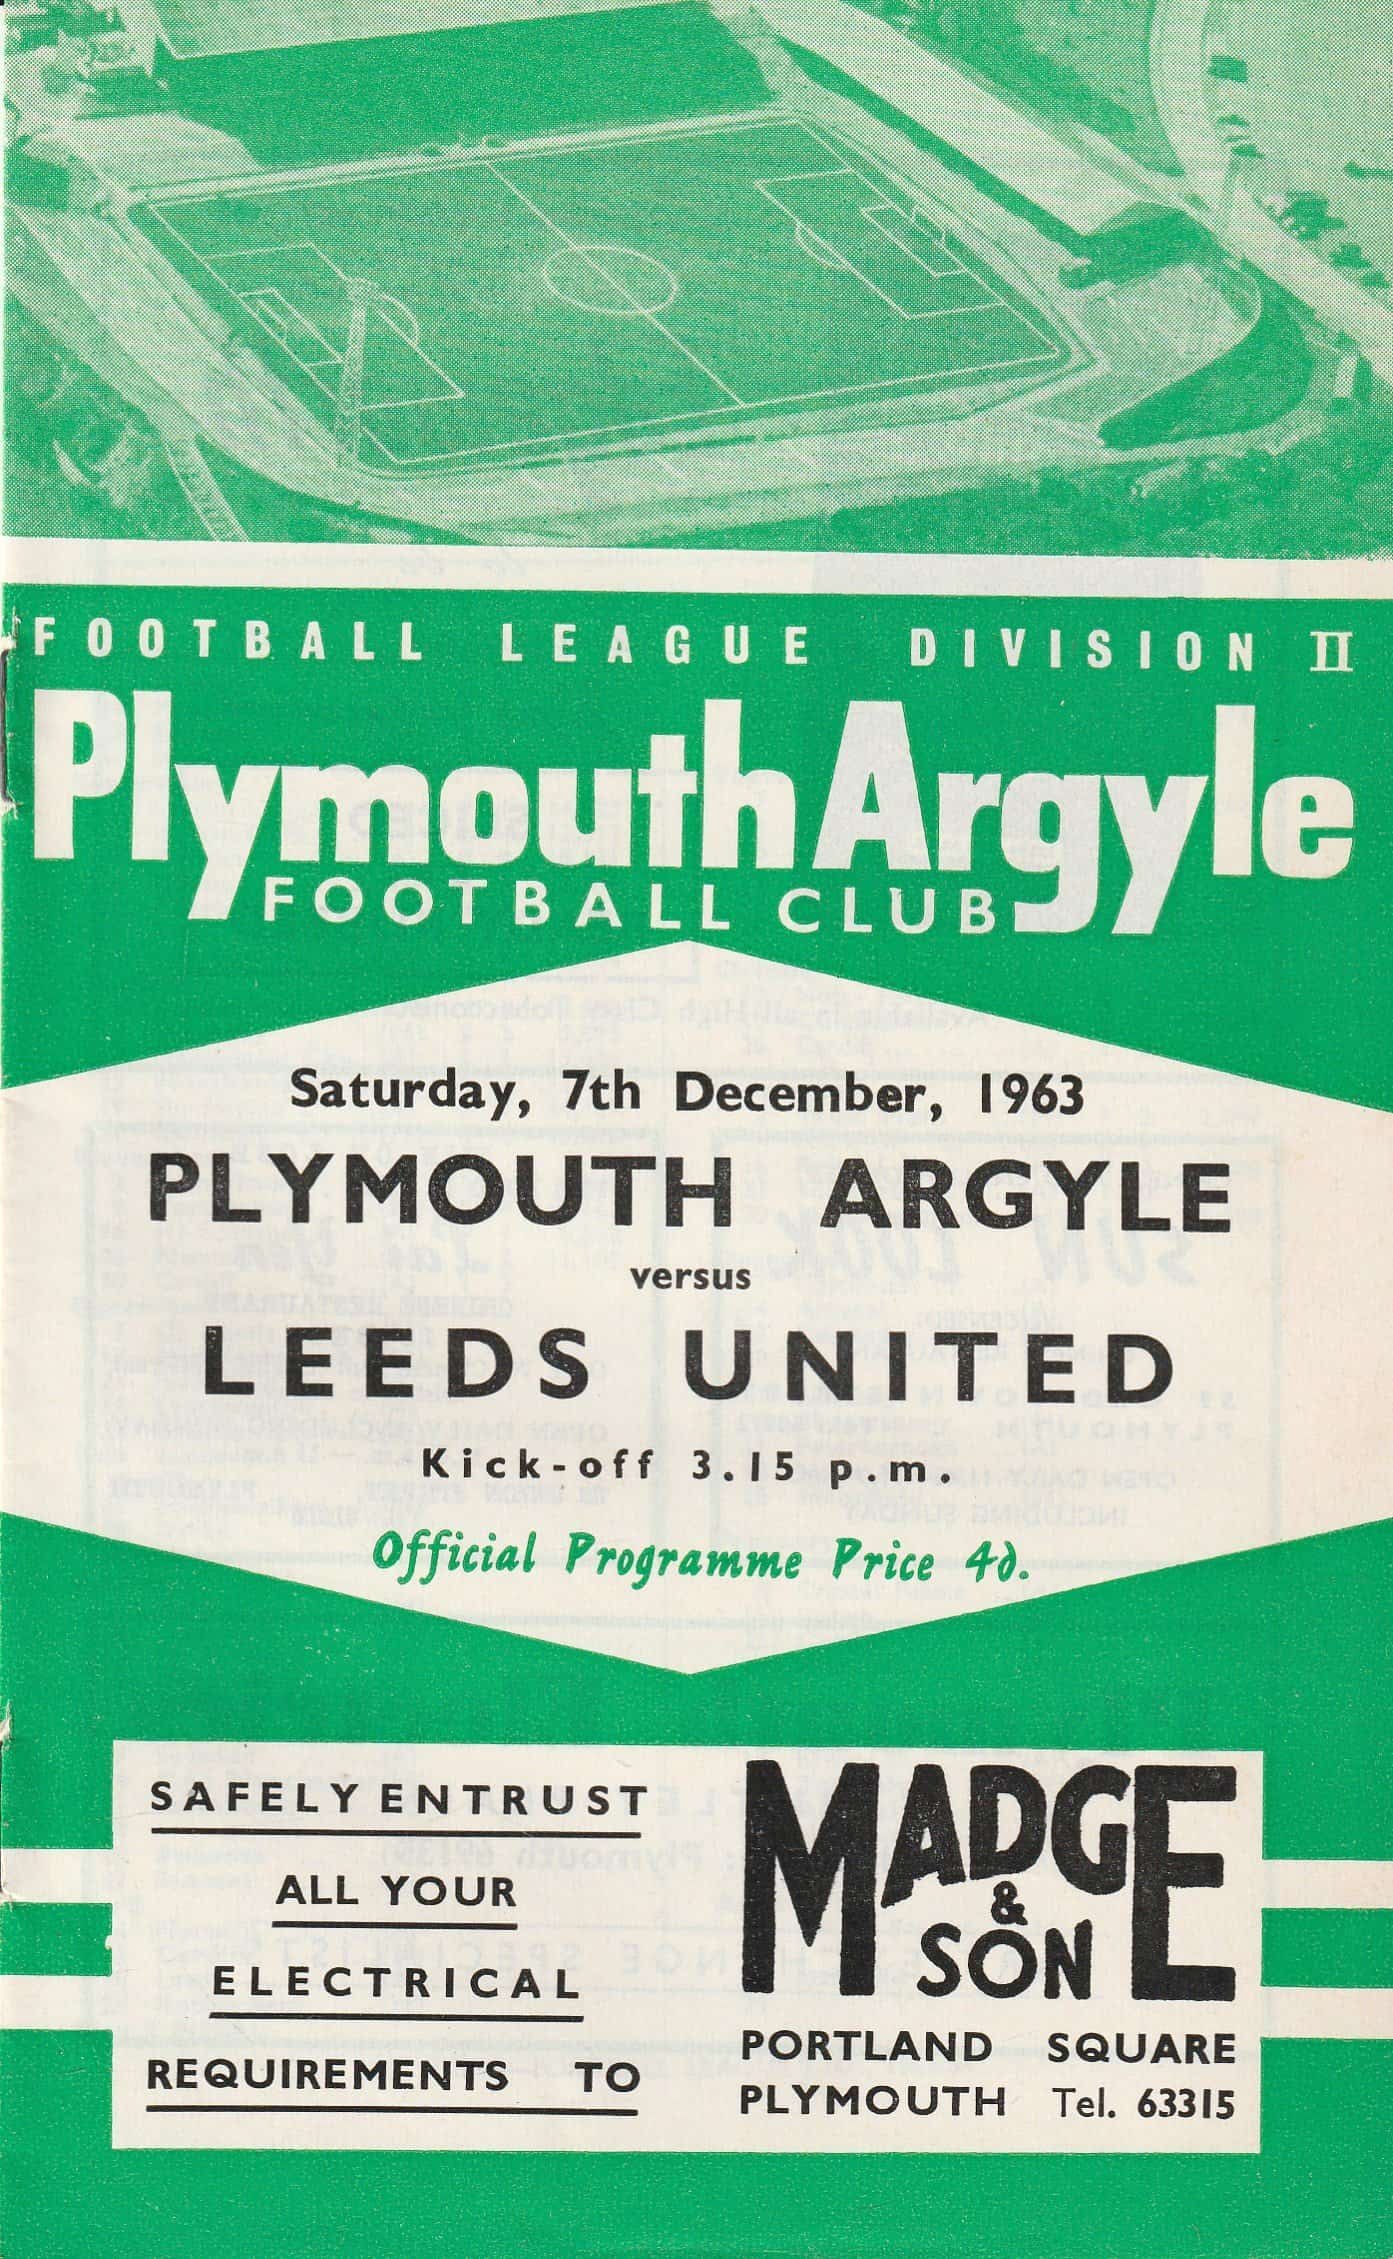 FOOTBALL LEAGUE DIVISION II
Plymouth Argyle
FOOTBALL CLUB
Saturday, 7th December, 1963
PLYMOUTH ARGYLE
versus
LEEDS UNITED
Kick-off 3.15 p.m.
Official Programme Price 4d.
SAFELY ENTRUST
ALL YOUR
ELECTRICAL
REQUIREMENTS TO
MADGE
&
SON
PORTLAND SQUARE
PLYMOUTH Tel. 63315